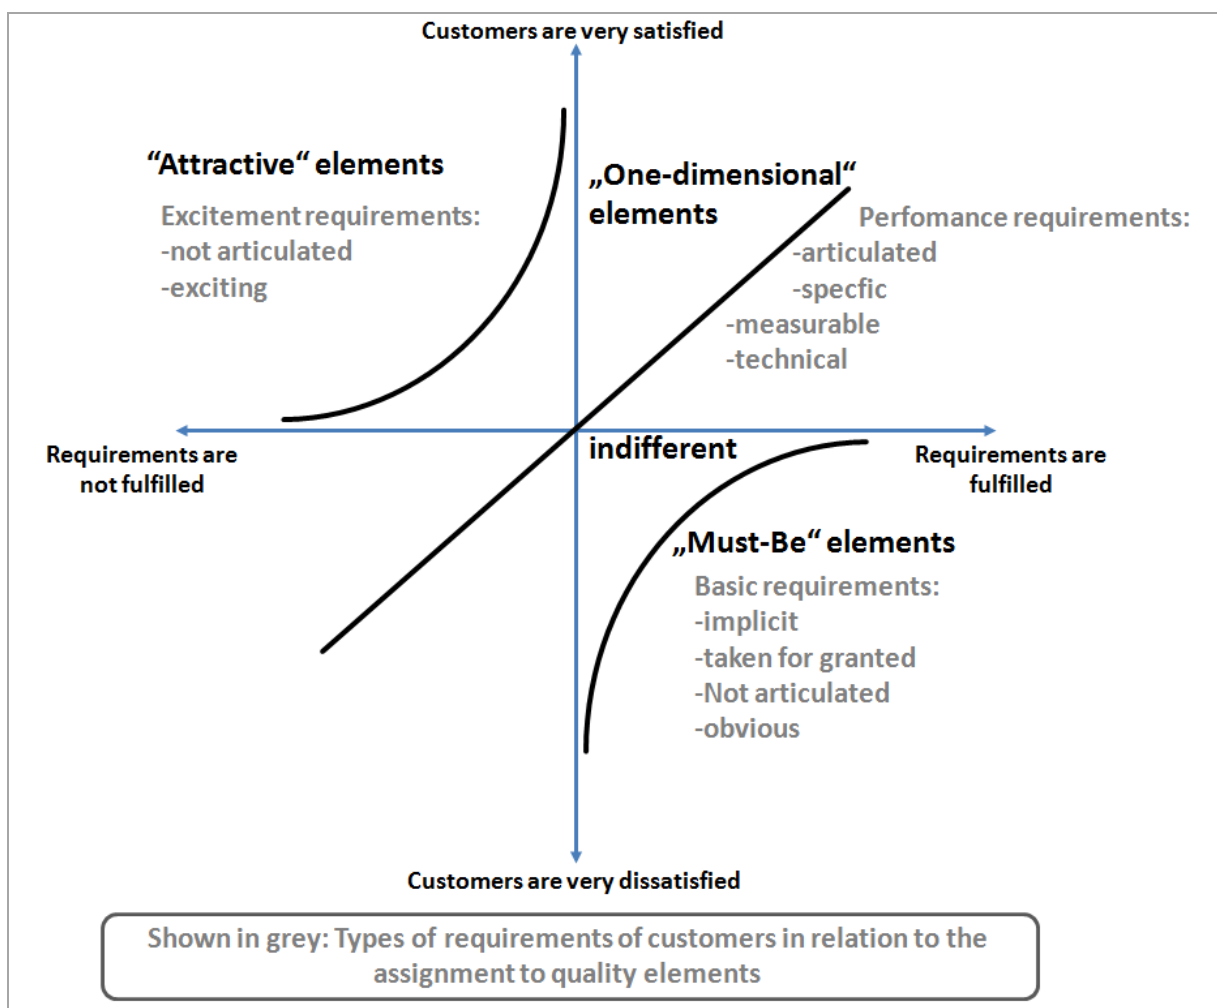 Customers are very satisfied
“Attractive“ elements
Excitement requirements:
-not articulated
-exciting
„One-dimensional“
elements
Perfomance requirements:
-articulated
-specfic
-measurable
-technical
Requirements are
not fulfilled
indifferent
Requirements are
fulfilled
„Must-Be“ elements
Basic requirements:
-implicit
-taken for granted
-Not articulated
-obvious
Customers are very dissatisfied
Shown in grey: Types of requirements of customers in relation to the
assignment to quality elements